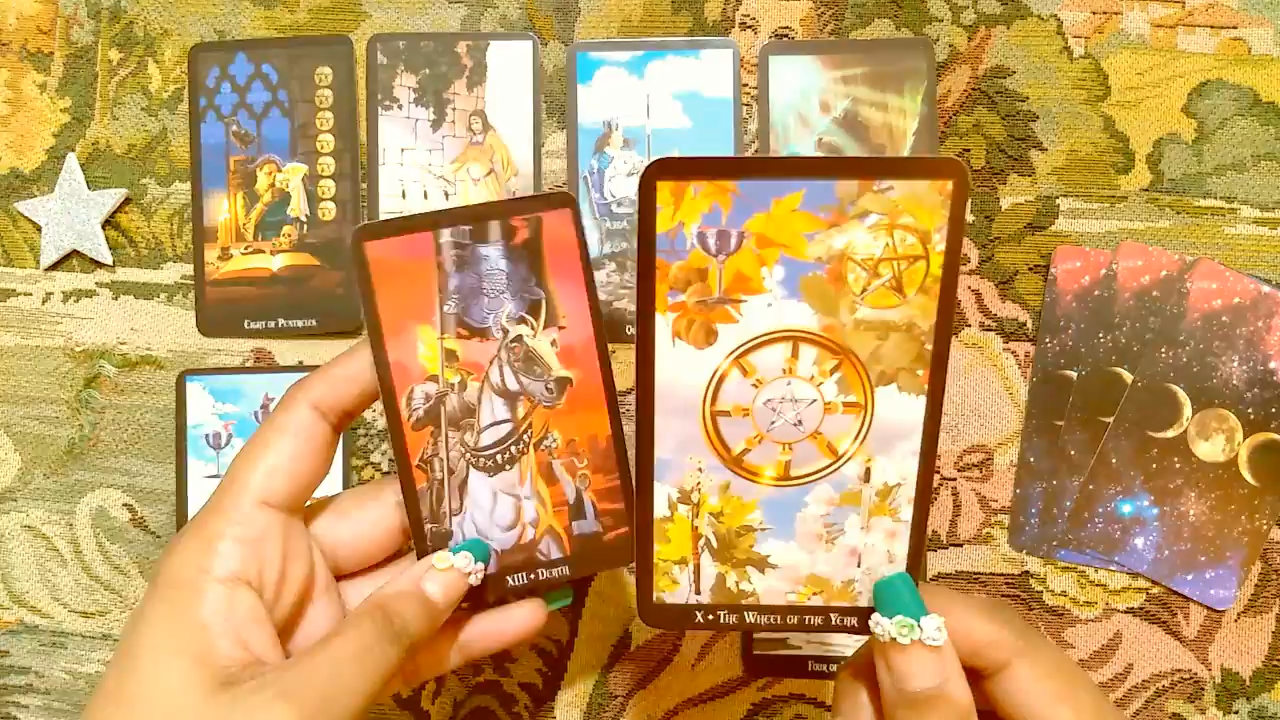 EIGHT OF PENTACLES
XIII ✦ DEATH
X ✦ THE WHEEL OF THE YEAR
FOUR OF